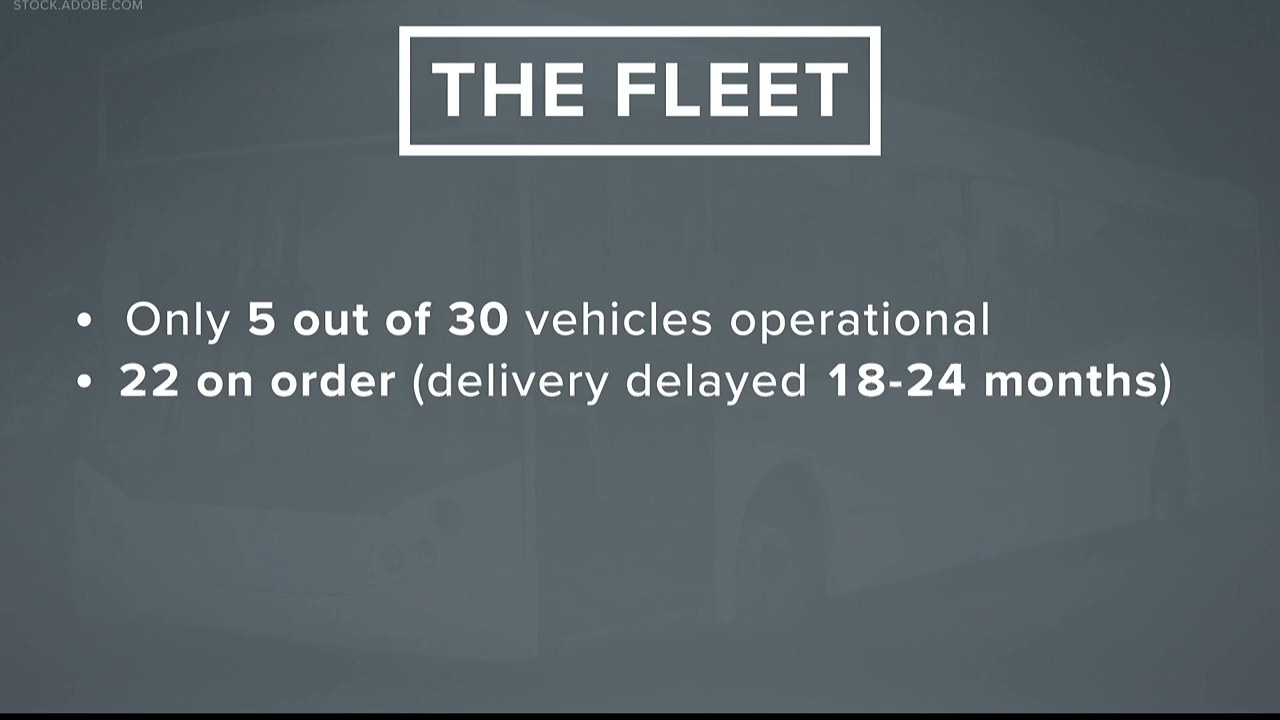 STOCK.ADOBE.COM
THE FLEET
• Only 5 out of 30 vehicles operational
• 22 on order (delivery delayed 18-24 months)